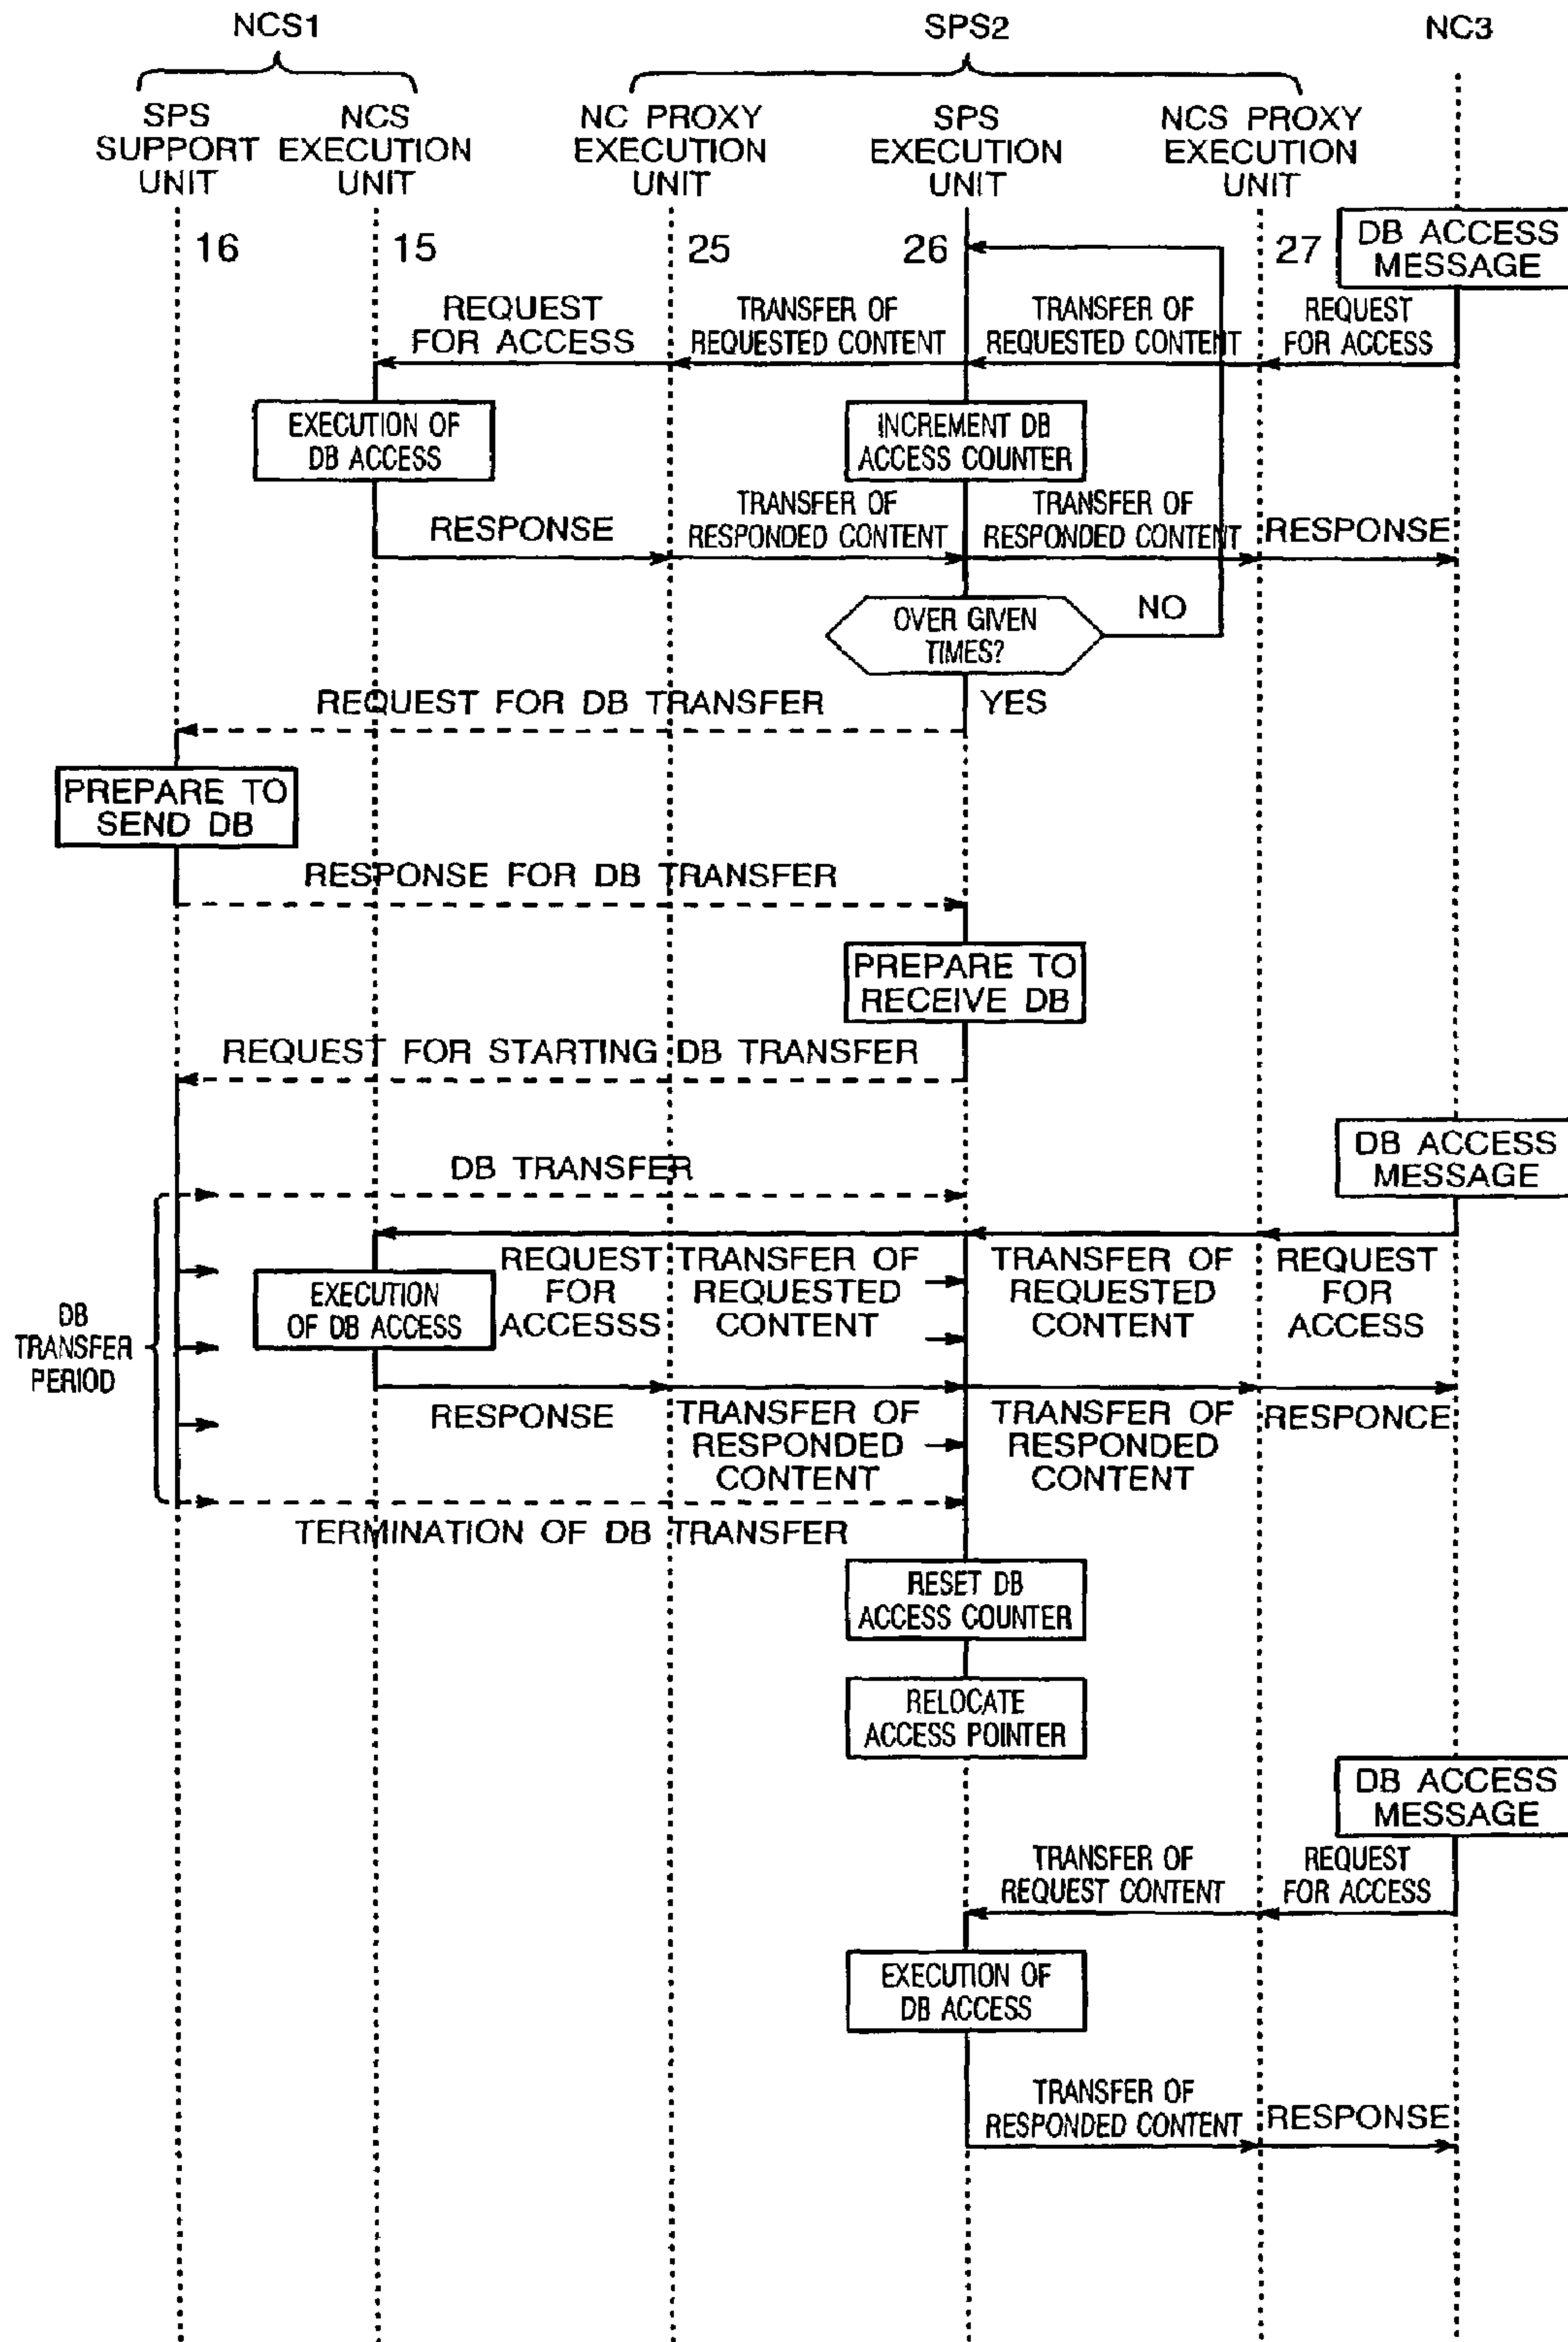 NCS1
SPS2
NC3
SPS
SUPPORT
UNIT
NCS
EXECUTION
UNIT
NC PROXY
EXECUTION
UNIT
SPS
EXECUTION
UNIT
NCS PROXY
EXECUTION
UNIT
16
15
25
26
27
DB ACCESS
MESSAGE
REQUEST
FOR ACCESS
TRANSFER OF
REQUESTED CONTENT
TRANSFER OF
REQUESTED CONTENT
REQUEST
FOR ACCESS
EXECUTION OF
DB ACCESS
INCREMENT DB
ACCESS COUNTER
RESPONSE
TRANSFER OF
RESPONDED CONTENT
TRANSFER OF
RESPONDED CONTENT
RESPONSE
OVER GIVEN
TIMES?
NO
YES
REQUEST FOR DB TRANSFER
PREPARE TO
SEND DB
RESPONSE FOR DB TRANSFER
PREPARE TO
RECEIVE DB
REQUEST FOR STARTING DB TRANSFER
DB ACCESS
MESSAGE
DB TRANSFER
DB
TRANSFER
PERIOD
EXECUTION
OF DB ACCESS
REQUEST
FOR
ACCESSS
TRANSFER OF
REQUESTED
CONTENT
TRANSFER OF
REQUESTED
CONTENT
REQUEST
FOR
ACCESS
RESPONSE
TRANSFER OF
RESPONDED
CONTENT
TRANSFER OF
RESPONDED
CONTENT
RESPONCE
TERMINATION OF DB TRANSFER
RESET DB
ACCESS COUNTER
RELOCATE
ACCESS POINTER
DB ACCESS
MESSAGE
TRANSFER OF
REQUEST CONTENT
REQUEST
FOR ACCESS
EXECUTION OF
DB ACCESS
TRANSFER OF
RESPONDED CONTENT
RESPONSE